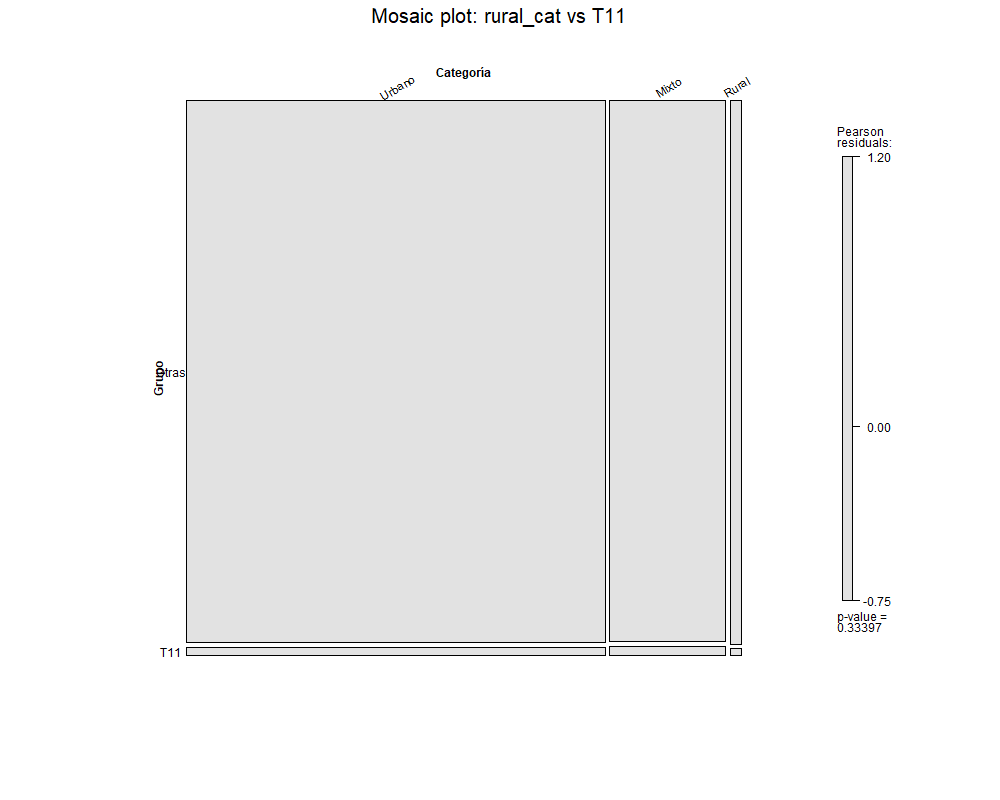 Mosaic plot: rural_cat vs T11
Categoría
Urbano
Mixto
Rural
Pearson
residuals:
1.20
0.00
-0.75
p-value =
0.33397
Grupo
Otras
T11